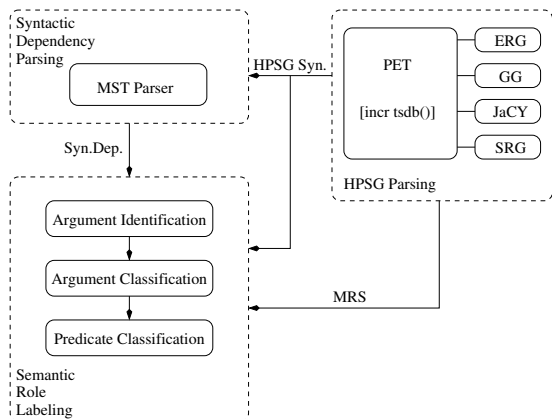 Syntactic
Dependency
Parsing
MST Parser
HPSG Syn.
PET
[incr tsdb()]
ERG
GG
JaCY
SRG
HPSG Parsing
Syn.Dep.
Argument Identification
Argument Classification
Predicate Classification
MRS
Semantic
Role
Labeling